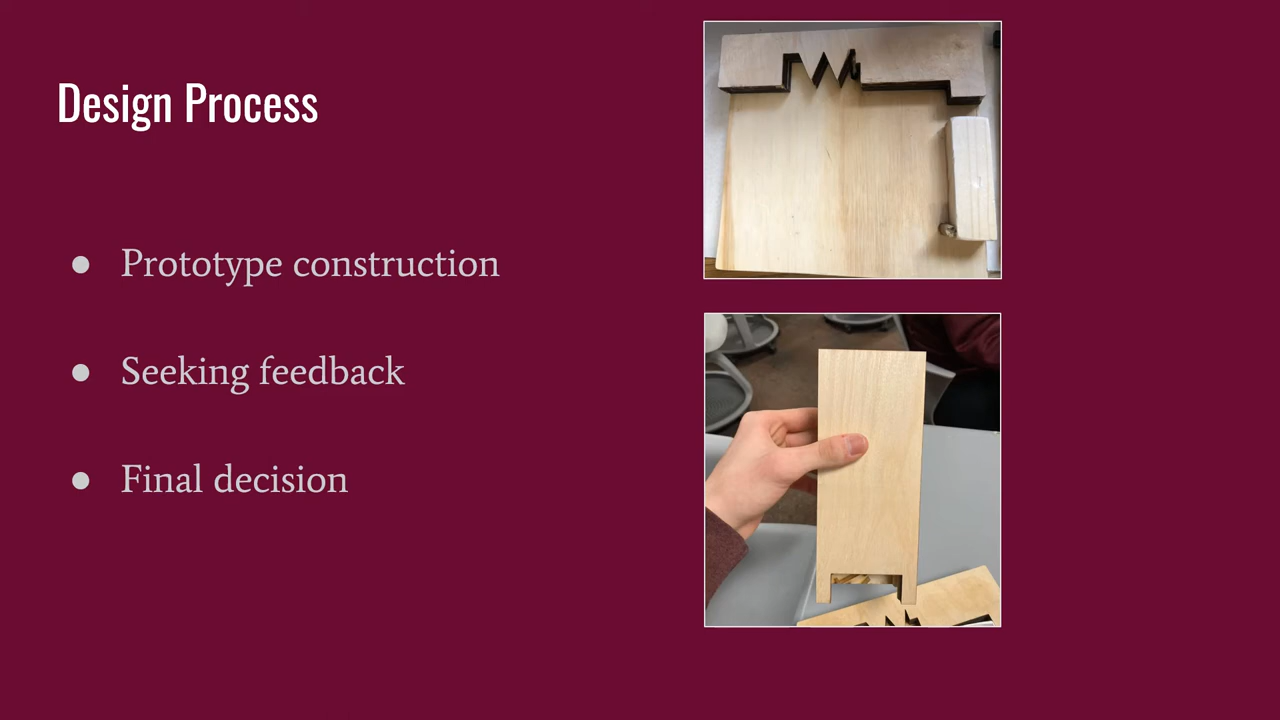 Design Process
● Prototype construction
● Seeking feedback
● Final decision